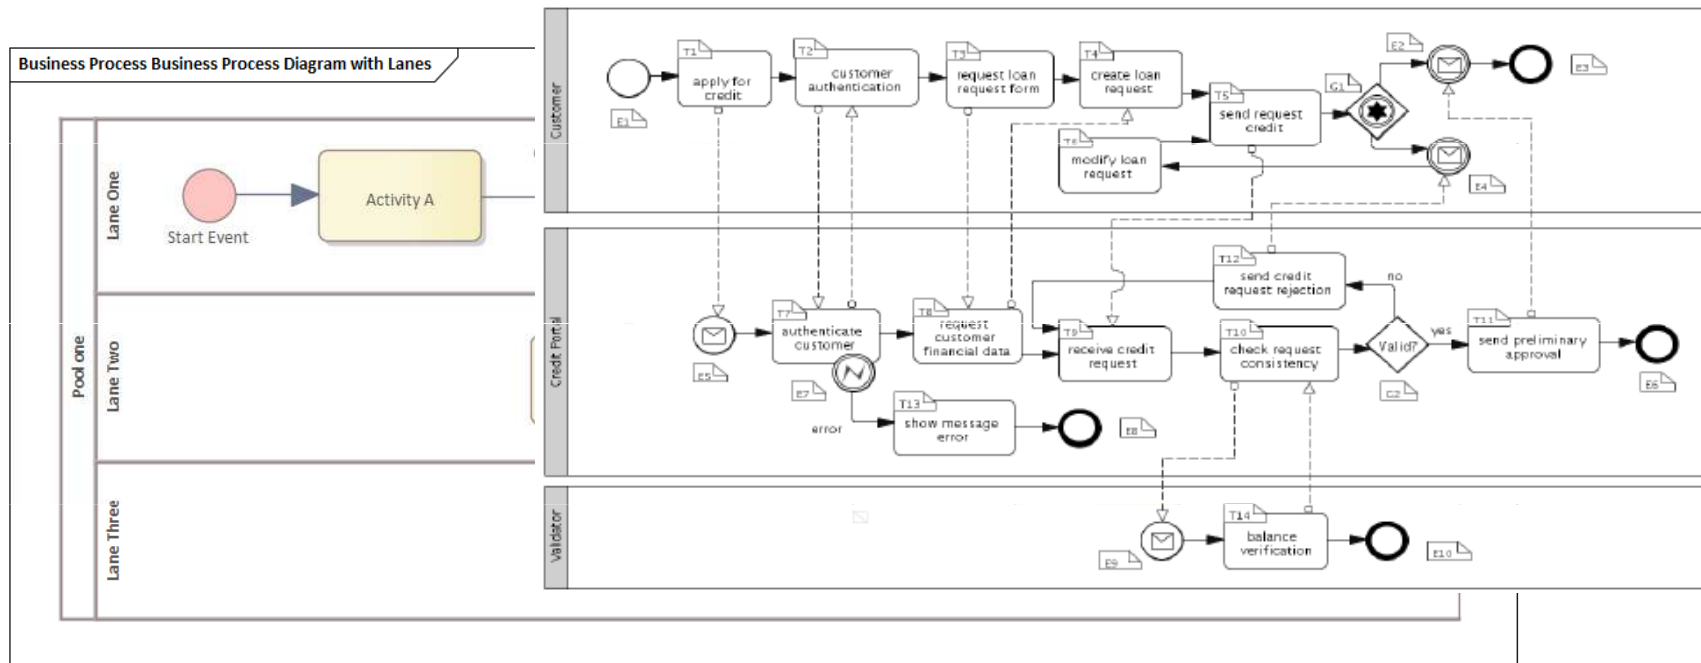 Business Process Business Process Diagram with Lanes
Pool one
Lane One
Start Event
Activity A
Lane Two
Lane Three
Customer
E1
T1
apply for
credit
T2
customer
authentication
T3
request loan
request form
T4
create loan
request
T5
send request
credit
T6
modify loan
request
G1
E2
E3
E4
Credit Portal
E5
T7
authenticate
customer
E7
error
T8
request
customer
financial data
T13
show message
error
E8
T9
receive credit
request
T10
check request
consistency
T12
send credit
request rejection
no
Valid?
G2
yes
T11
send preliminary
approval
E6
Validator
E9
T14
balance
verification
E10